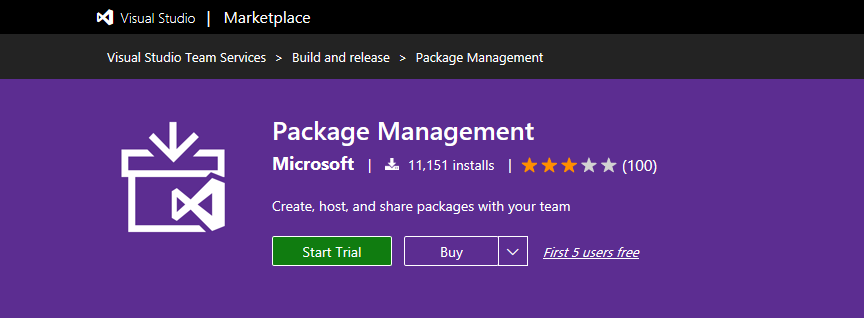 Visual Studio | Marketplace
Visual Studio Team Services > Build and release > Package Management
Package Management
Microsoft | 11,151 installs | (100)
Create, host, and share packages with your team
Start Trial Buy First 5 users free